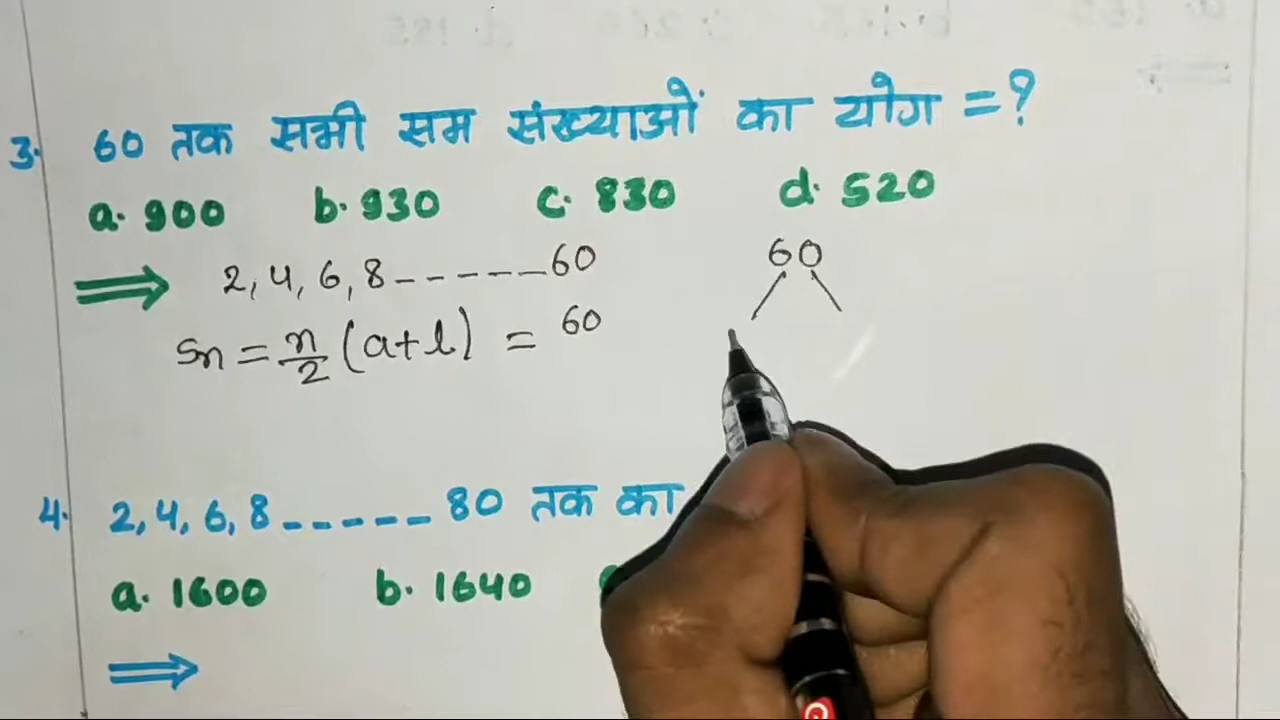 3. 60 तक सभी सम संख्याओं का योग = ?
a. 900 b. 930 c. 830 d. 520
⇒ 2, 4, 6, 8 ------ 60
60
Sn = n/2 (a+l) = 60
4. 2, 4, 6, 8 ----- 80 तक का
a. 1600 b. 1640
⇒